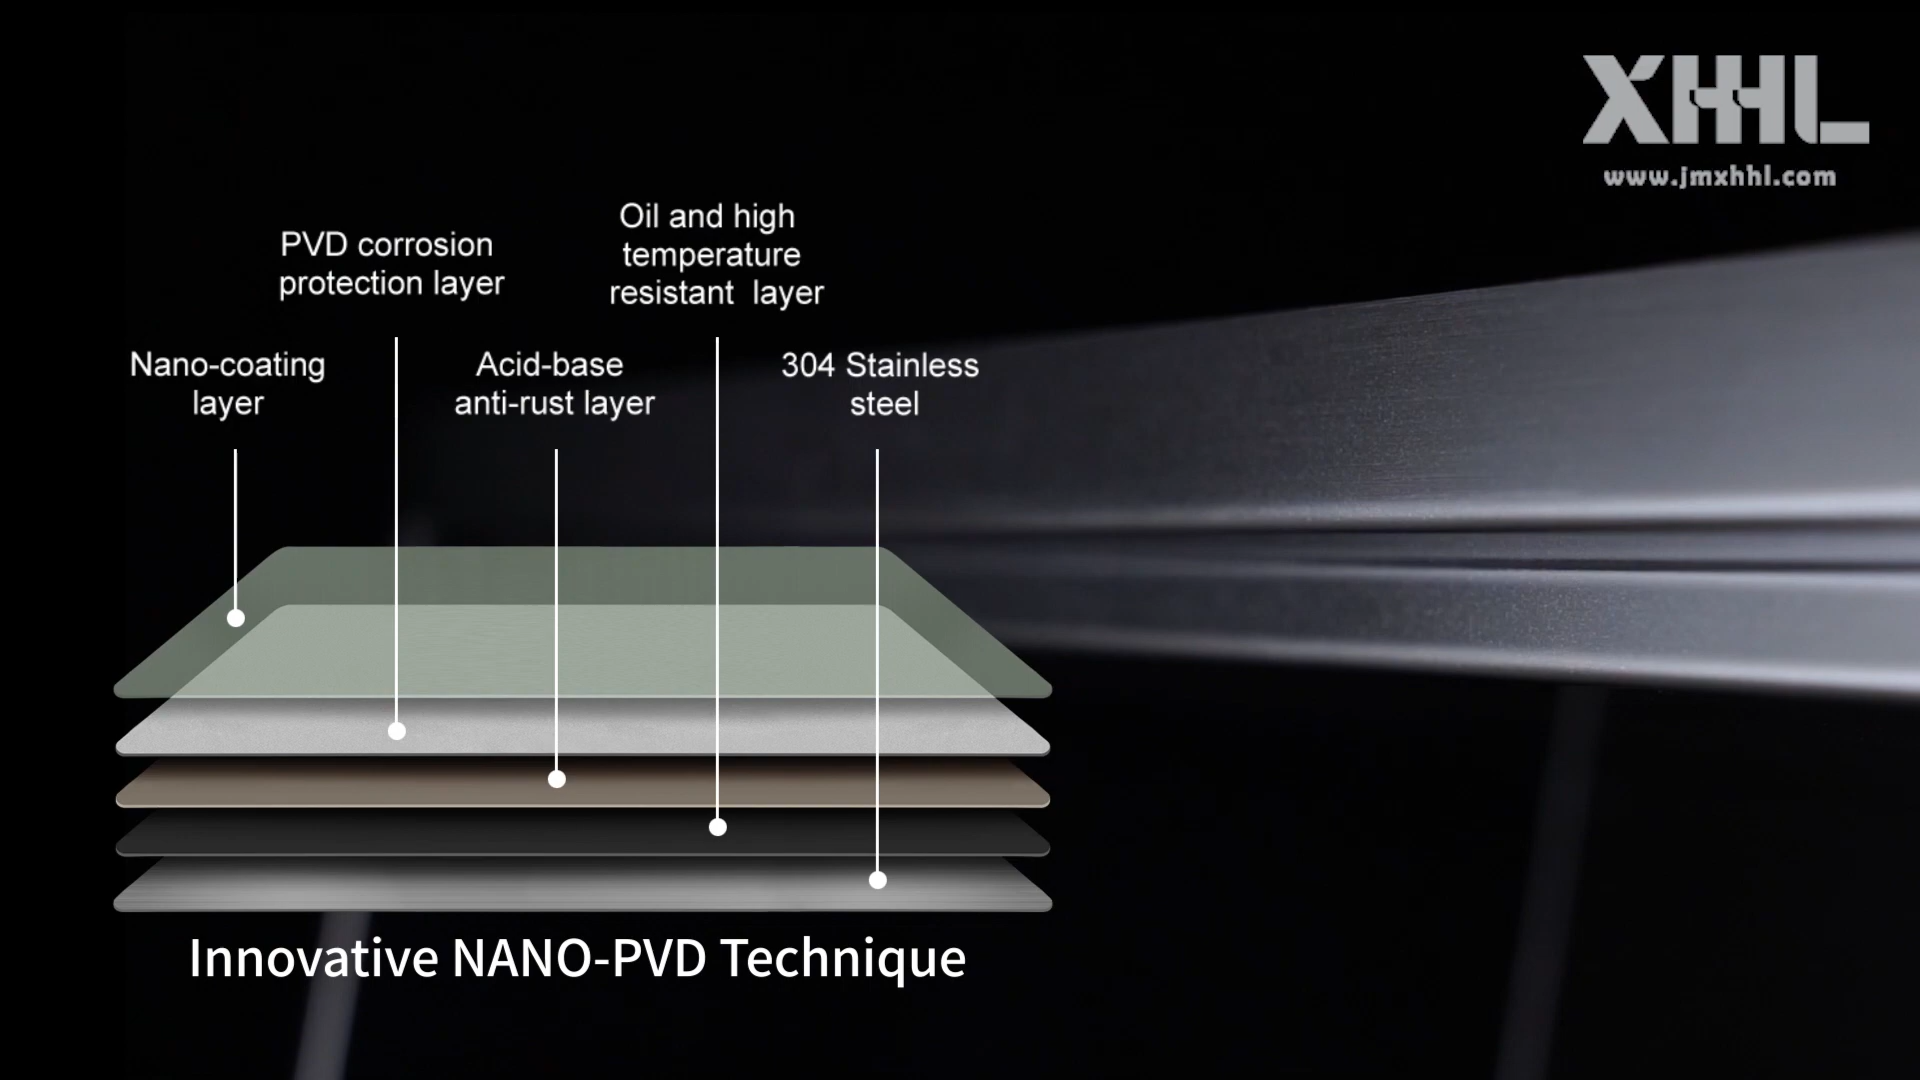 XHHL
www.jmxhhl.com
Oil and high
temperature
resistant layer
PVD corrosion
protection layer
Nano-coating
layer
Acid-base
anti-rust layer
304 Stainless
steel
Innovative NANO-PVD Technique